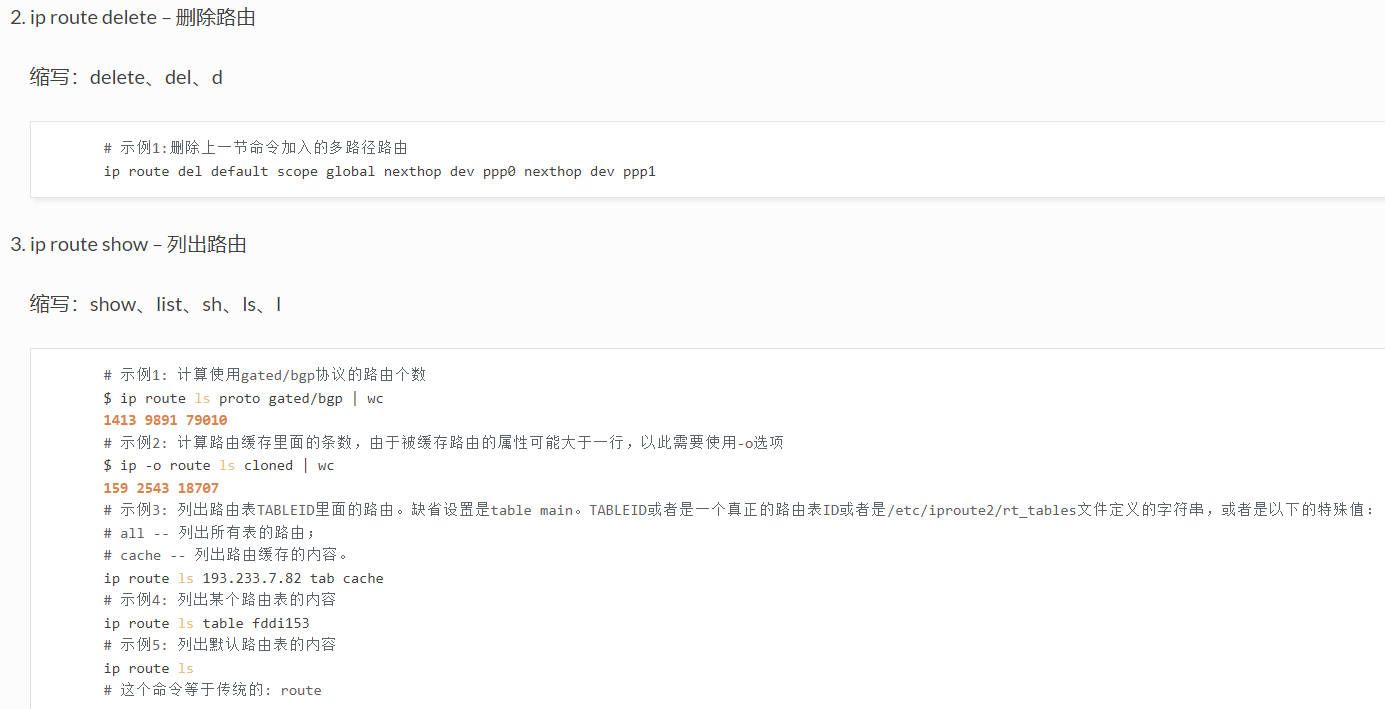 2. ip route delete – 删除路由
缩写：delete、del、d
# 示例1:删除上一节命令加入的多路径路由
ip route del default scope global nexthop dev ppp0 nexthop dev ppp1
3. ip route show – 列出路由
缩写：show、list、sh、ls、l
# 示例1: 计算使用gated/bgp协议的路由个数
$ ip route ls proto gated/bgp | wc
1413 9891 79010
# 示例2: 计算路由缓存里面的条数，由于被缓存路由的属性可能大于一行，以此需要使用-o选项
$ ip -o route ls cloned | wc
159 2543 18707
# 示例3: 列出路由表TABLEID里面的路由。缺省设置是table main。TABLEID或者是一个真正的路由表ID或者是/etc/iproute2/rt_tables文件定义的字符串，或者是以下的特殊值：
# all -- 列出所有表的路由；
# cache -- 列出路由缓存的内容。
ip route ls 193.233.7.82 tab cache
# 示例4: 列出某个路由表的内容
ip route ls table fddi153
# 示例5: 列出默认路由表的内容
ip route ls
# 这个命令等于传统的: route